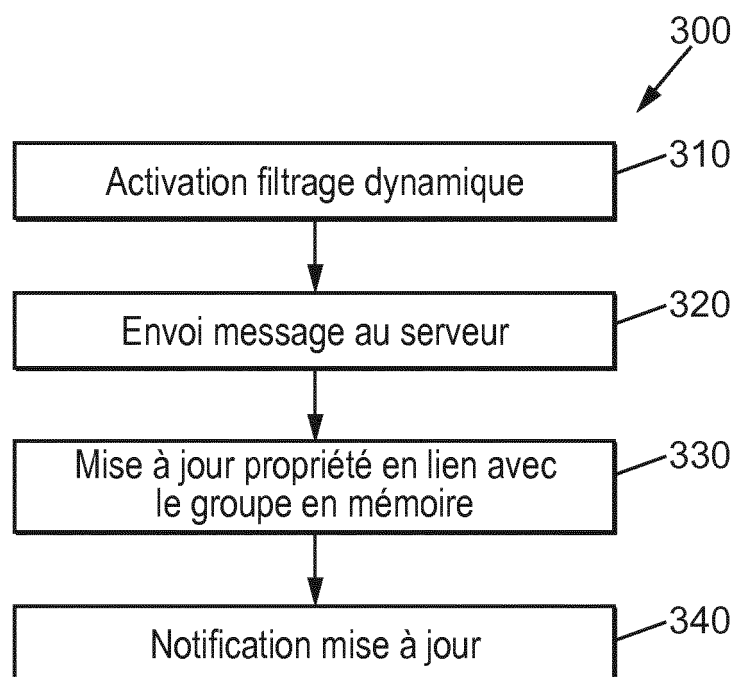 300
Activation filtrage dynamique
310
Envoi message au serveur
320
Mise à jour propriété en lien avec
le groupe en mémoire
330
Notification mise à jour
340